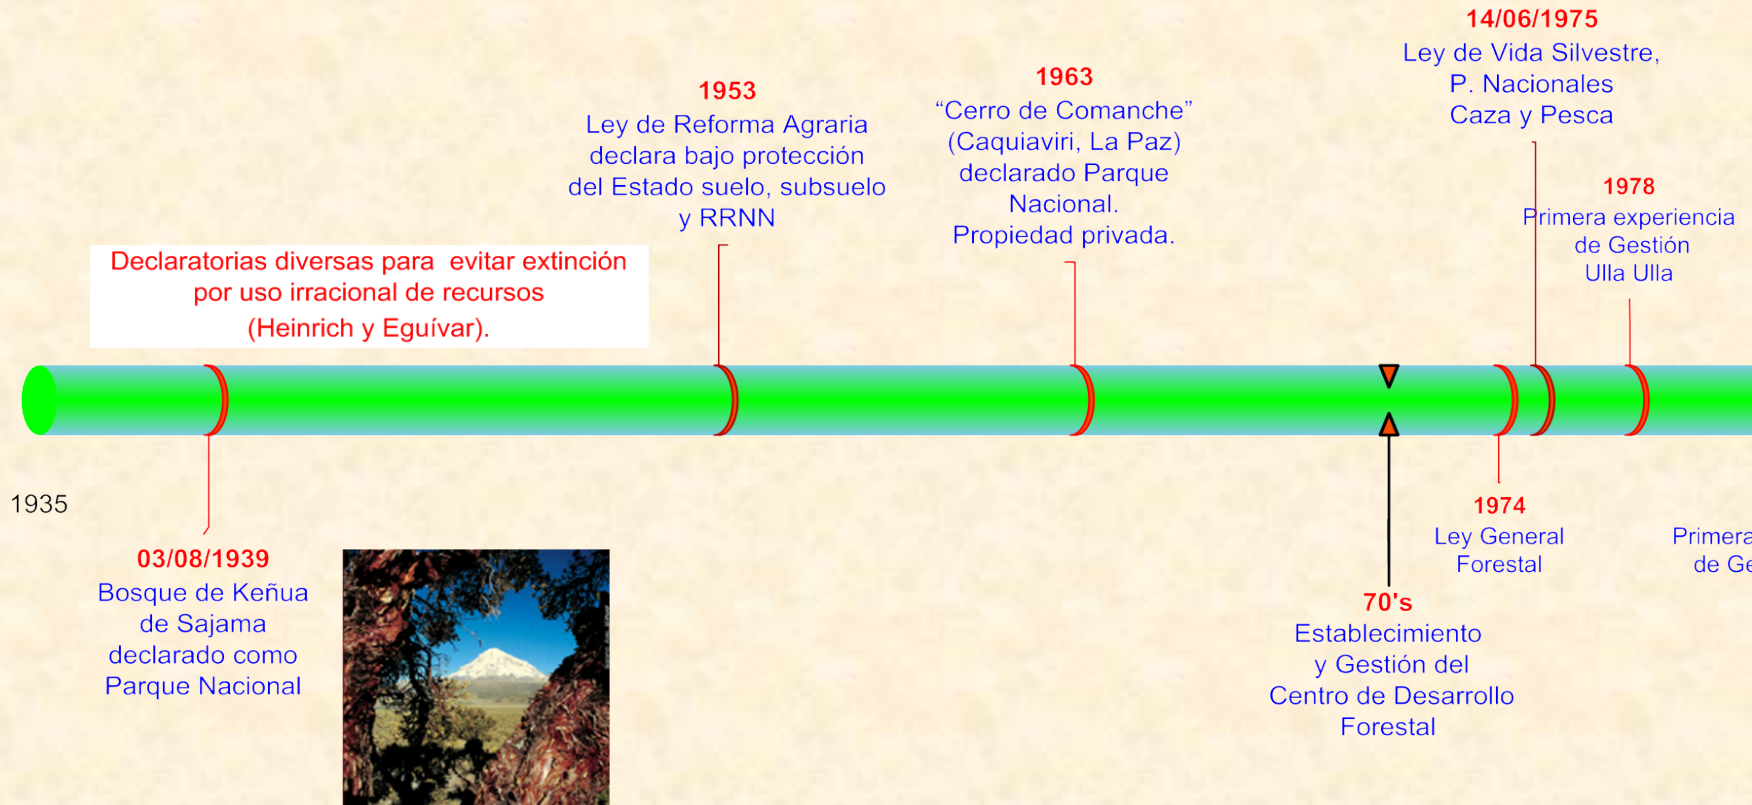 14/06/1975
Ley de Vida Silvestre,
P. Nacionales
Caza y Pesca
1963
“Cerro de Comanche”
(Caquiaviri, La Paz)
declarado Parque
Nacional.
Propiedad privada.
1953
Ley de Reforma Agraria
declara bajo protección
del Estado suelo, subsuelo
y RRNN
1978
Primera experiencia
de Gestión
Ulla Ulla
Declaratorias diversas para  evitar extinción
por uso irracional de recursos
(Heinrich y Eguívar).
1935
03/08/1939
Bosque de Keñua
de Sajama
declarado como
Parque Nacional
70's
Establecimiento
y Gestión del
Centro de Desarrollo
Forestal
1974
Ley General
Forestal
Primera
de Ge